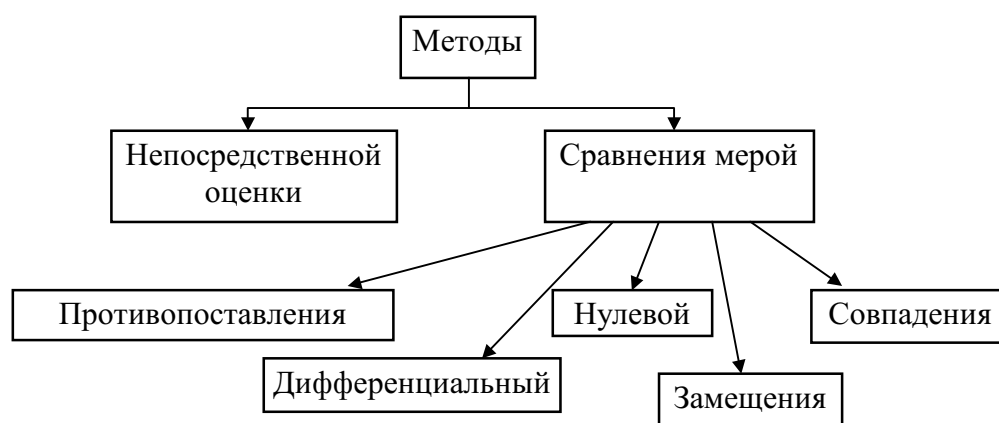 Методы
Непосредственной
оценки
Сравнения мерой
Противопоставления
Нулевой
Совпадения
Дифференциальный
Замещения